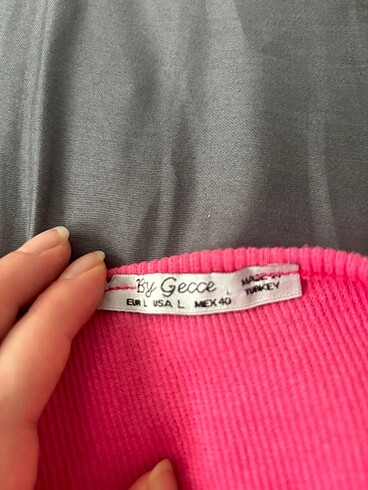 By Gecce
MADE IN
TURKEY
EUR L USA L MEX 40